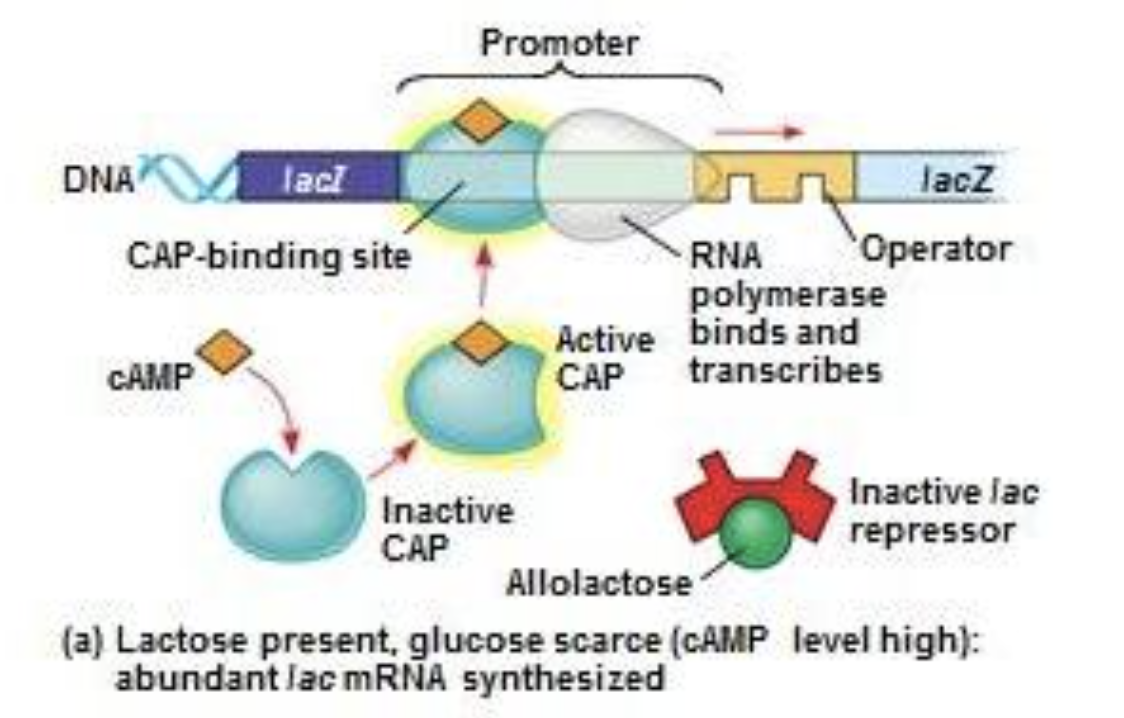 Promoter
DNA
lacI
lacZ
CAP-binding site
RNA
polymerase
binds and
transcribes
Operator
cAMP
Active
CAP
Inactive
CAP
Inactive lac
repressor
Allolactose
(a) Lactose present, glucose scarce (cAMP level high):
abundant lac mRNA synthesized